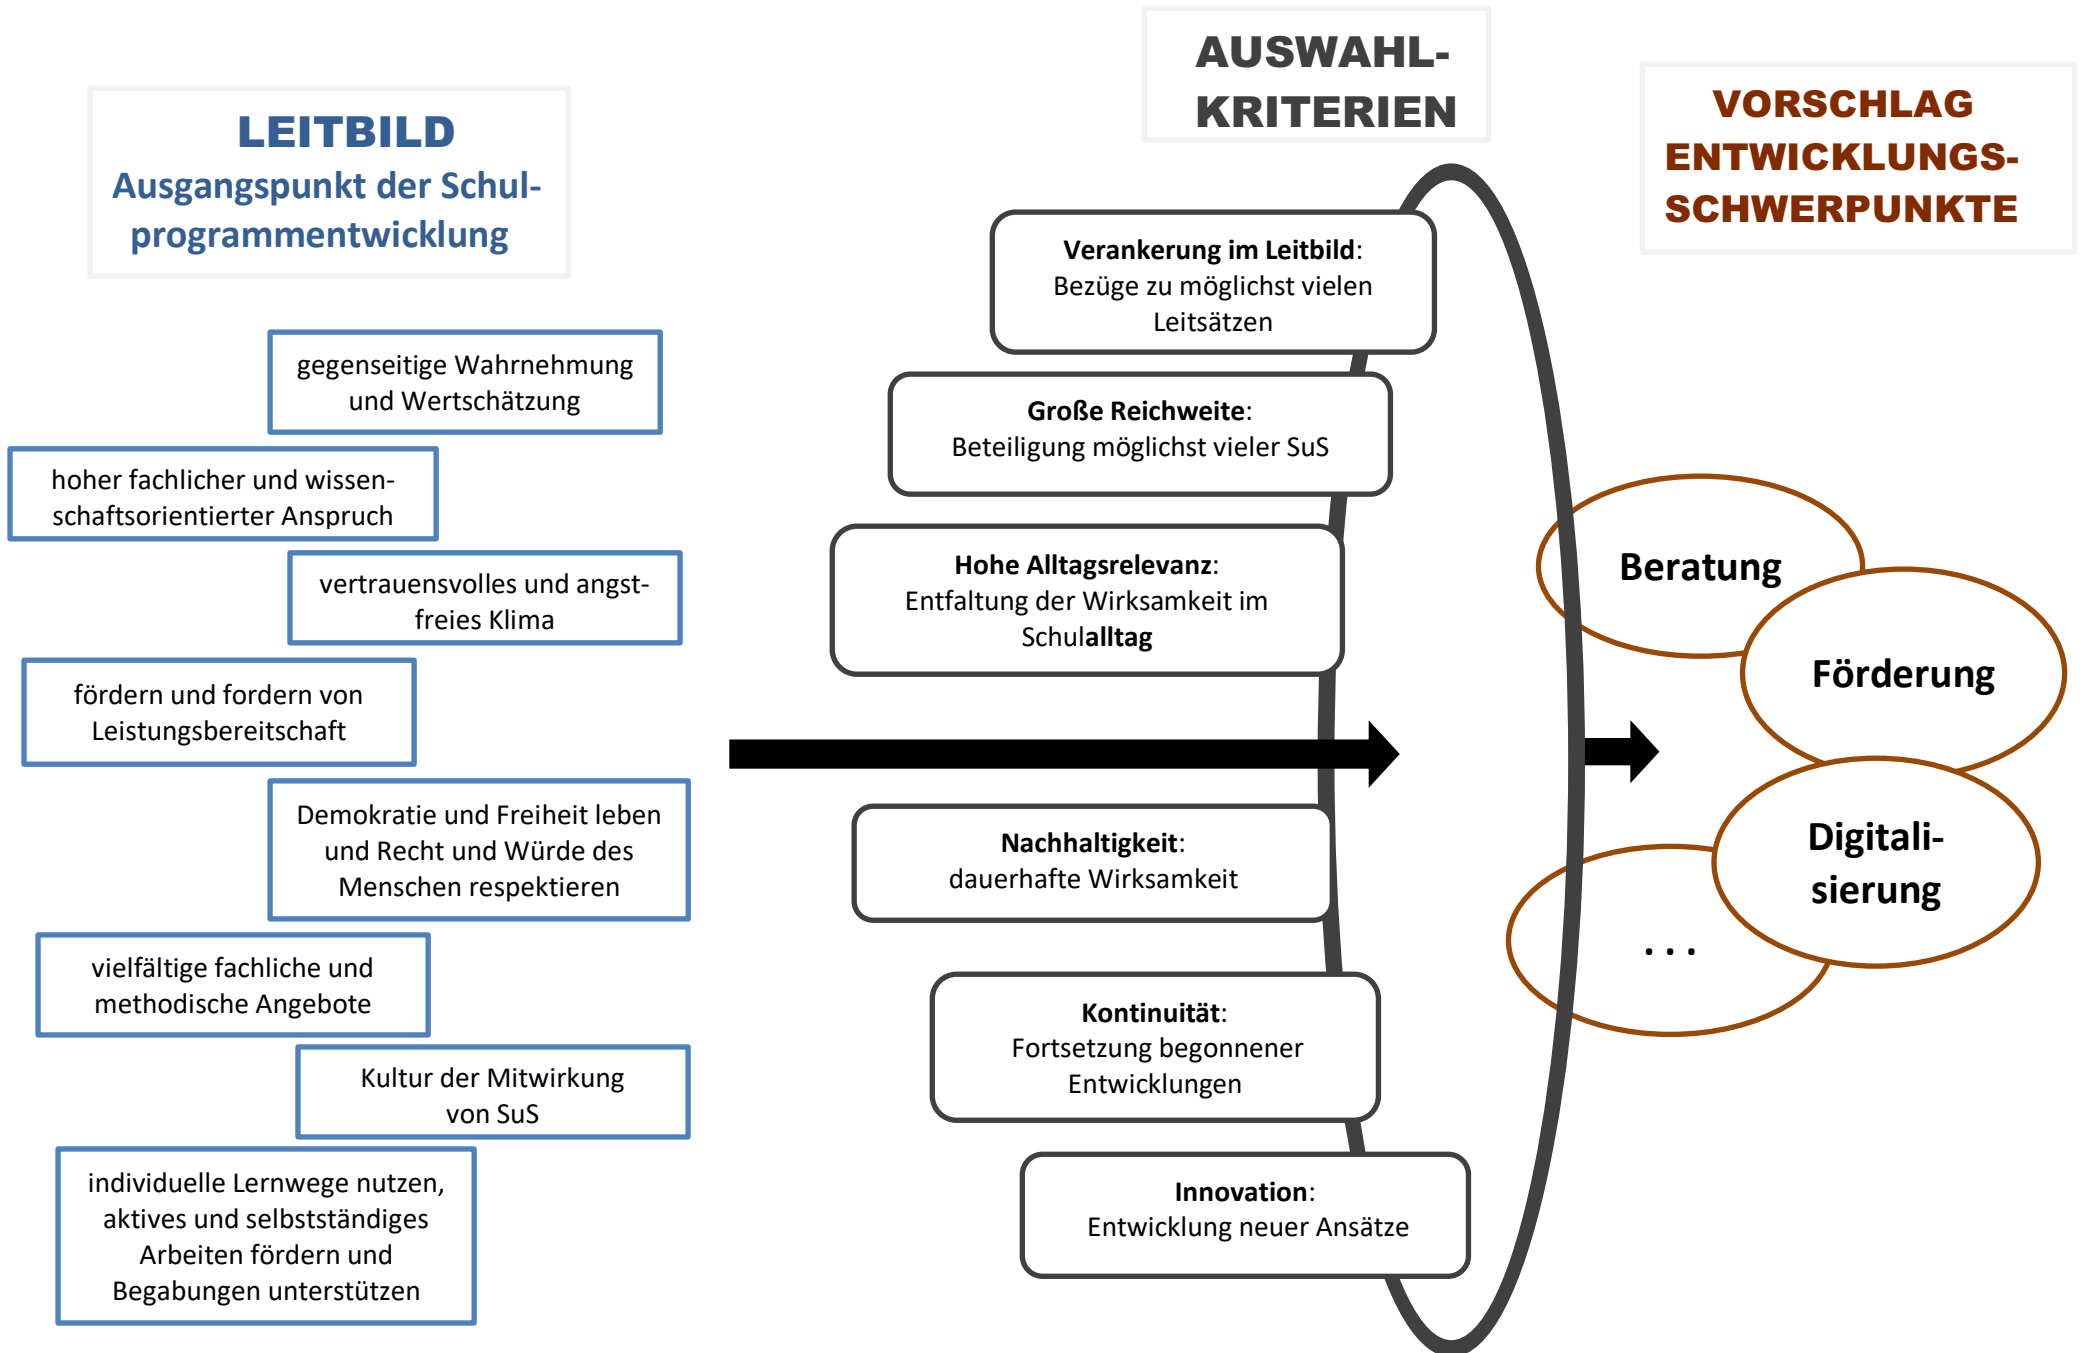 LEITBILD
Ausgangspunkt der Schul-
programmentwicklung
gegenseitige Wahrnehmung
und Wertschätzung
hoher fachlicher und wissen-
schaftsorientierter Anspruch
vertrauensvolles und angst-
freies Klima
fördern und fordern von
Leistungsbereitschaft
Demokratie und Freiheit leben
und Recht und Würde des
Menschen respektieren
vielfältige fachliche und
methodische Angebote
Kultur der Mitwirkung
von SuS
individuelle Lernwege nutzen,
aktives und selbstständiges
Arbeiten fördern und
Begabungen unterstützen
AUSWAHL-
KRITERIEN
Verankerung im Leitbild:
Bezüge zu möglichst vielen
Leitsätzen
Große Reichweite:
Beteiligung möglichst vieler SuS
Hohe Alltagsrelevanz:
Entfaltung der Wirksamkeit im
Schulalltag
Nachhaltigkeit:
dauerhafte Wirksamkeit
Kontinuität:
Fortsetzung begonnener
Entwicklungen
Innovation:
Entwicklung neuer Ansätze
VORSCHLAG
ENTWICKLUNGS-
SCHWERPUNKTE
Beratung
Förderung
Digitali-
sierung
. . .